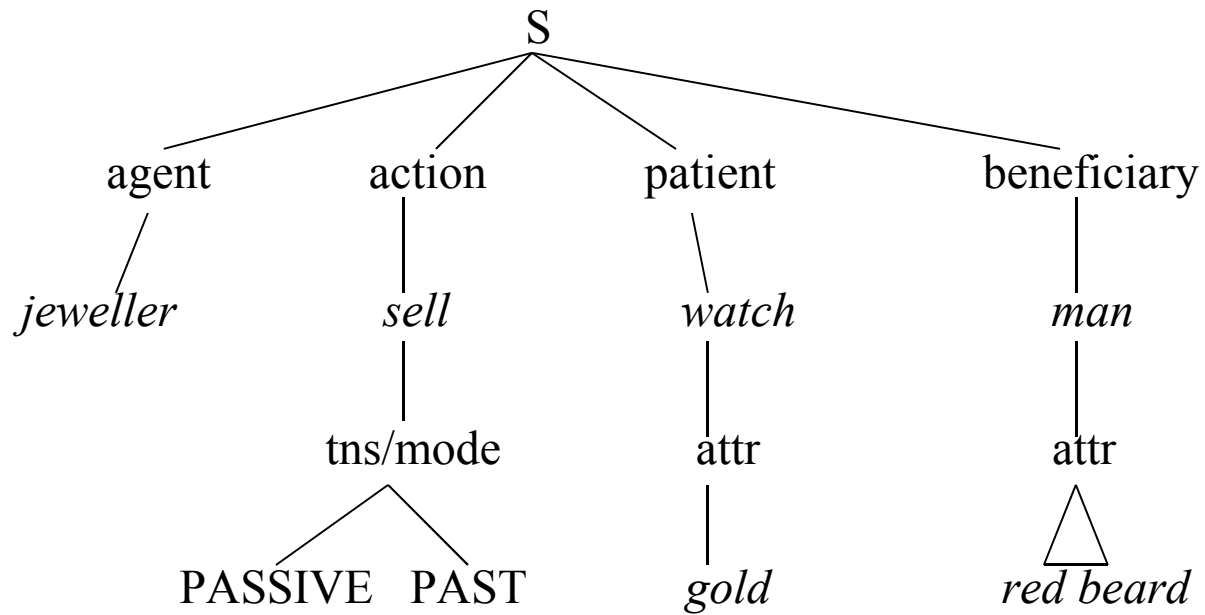 S
agent action patient beneficiary
jeweller sell watch man
tns/mode attr attr
PASSIVE PAST gold red beard